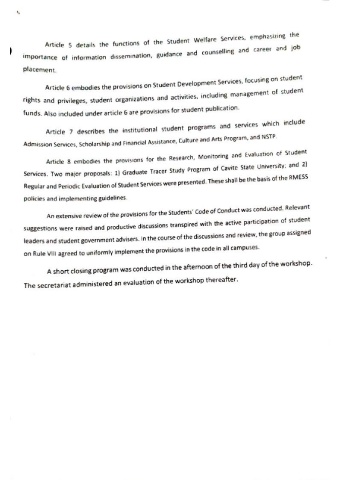 Article 5 details the functions of the Student Welfare Services, emphasizing the
importance of information dissemination, guidance and counselling and career and job
placement.
Article 6 embodies the provisions on Student Development Services, focusing on student
rights and privileges, student organizations and activities, including management of student
funds. Also included under article 6 are provisions for student publication.
Article 7 describes the institutional student programs and services which include
Admission Services, Scholarship and Financial Assistance, Culture and Arts Program, and NSTP.
Article 8 embodies the provisions for the Research, Monitoring and Evaluation of Student
Services. Two major proposals: 1) Graduate Tracer Study Program of Cavite State University; and 2)
Regular and Periodic Evaluation of Student Services were presented. These shall be the basis of the RMESS
policies and implementing guidelines.
An extensive review of the provisions for the Students' Code of Conduct was conducted. Relevant
suggestions were raised and productive discussions transpired with the active participation of student
leaders and student government advisers. In the course of the discussions and review, the group assigned
on Rule VIII agreed to uniformly implement the provisions in the code in all campuses.
A short closing program was conducted in the afternoon of the third day of the workshop.
The secretariat administered an evaluation of the workshop thereafter.